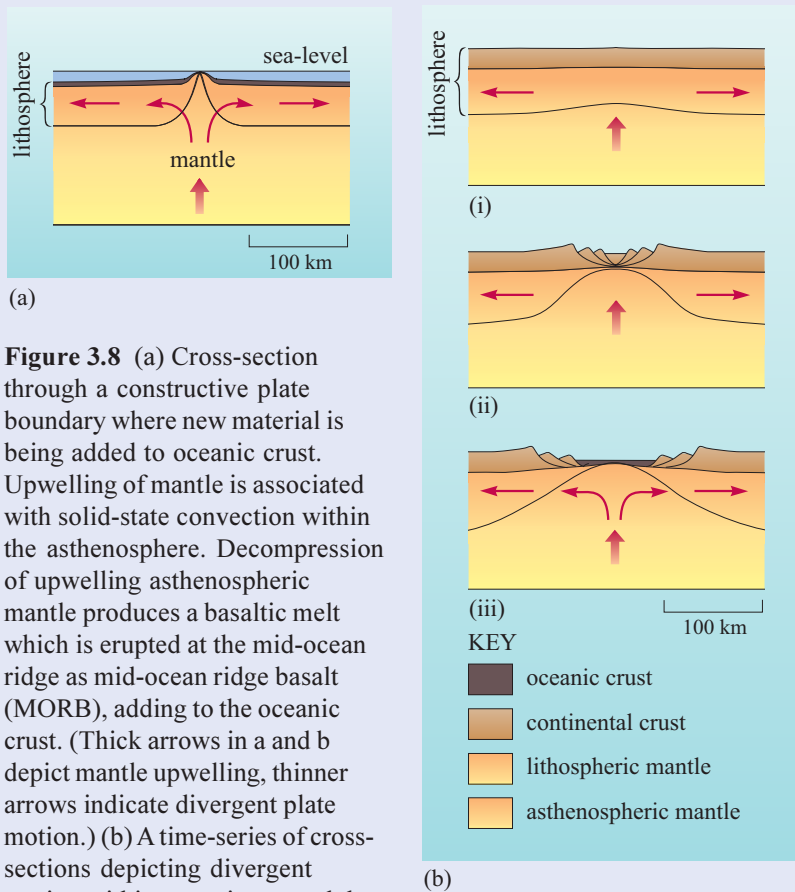 sea-level
lithosphere
mantle
100 km
(a)
Figure 3.8 (a) Cross-section
through a constructive plate
boundary where new material is
being added to oceanic crust.
Upwelling of mantle is associated
with solid-state convection within
the asthenosphere. Decompression
of upwelling asthenospheric
mantle produces a basaltic melt
which is erupted at the mid-ocean
ridge as mid-ocean ridge basalt
(MORB), adding to the oceanic
crust. (Thick arrows in a and b
depict mantle upwelling, thinner
arrows indicate divergent plate
motion.) (b) A time-series of cross-
sections depicting divergent
lithosphere
(i)
(ii)
(iii)
100 km
KEY
oceanic crust
continental crust
lithospheric mantle
asthenospheric mantle
(b)